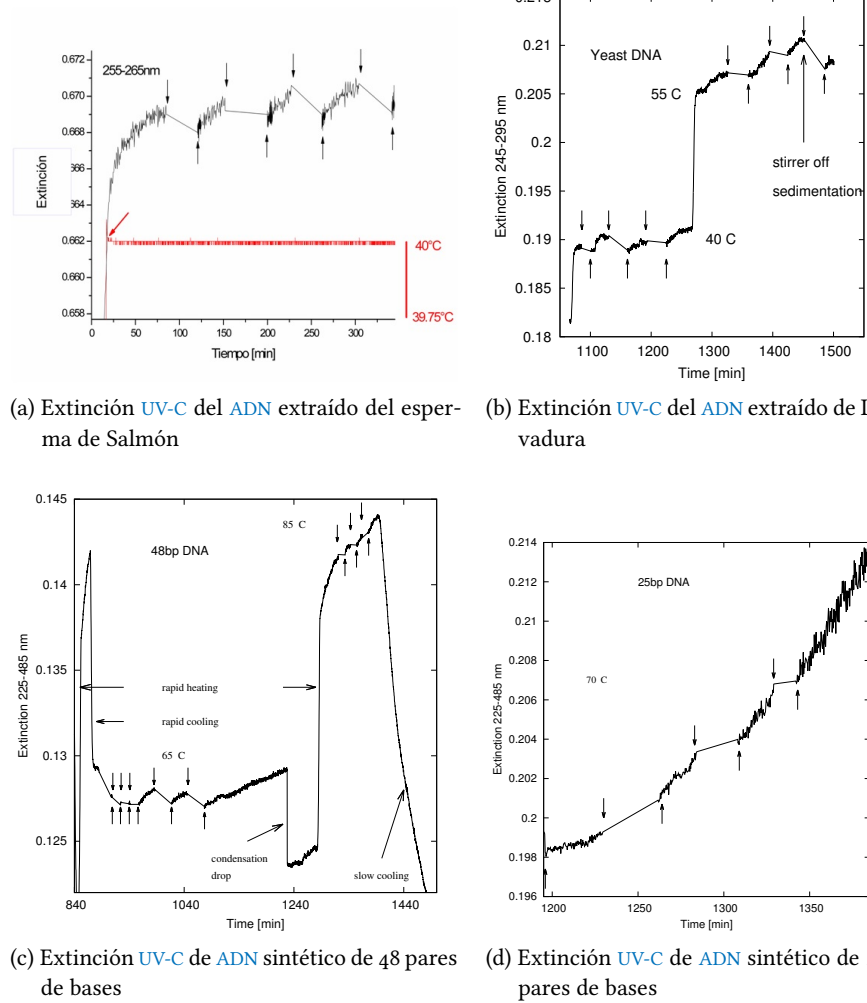 0.672
255-265nm
0.670
0.668
Extinción
0.662
40°C
0.660
0.658
39.75°C
0
50
100
150
200
250
300
Tiempo [min]
(a) Extinción UV-C del ADN extraído del esper-
ma de Salmón
0.21
Yeast DNA
0.205
55 C
0.2
Extinction 245-295 nm
stirrer off
sedimentation
0.195
0.19
40 C
0.185
0.18
1100
1200
1300
1400
1500
Time [min]
(b) Extinción UV-C del ADN extraído de
vadura
0.145
85 C
48bp DNA
0.14
0.135
Extinction 225-485 nm
rapid heating
rapid cooling
0.13
65 C
0.125
condensation
drop
slow cooling
840
1040
1240
1440
Time [min]
(c) Extinción UV-C de ADN sintético de 48 pares
de bases
0.214
25bp DNA
0.212
0.21
0.207
70 C
0.206
Extinction 225-485 nm
0.204
0.202
0.2
0.198
0.196
1200
1250
1300
1350
Time [min]
(d) Extinción UV-C de ADN sintético de
pares de bases